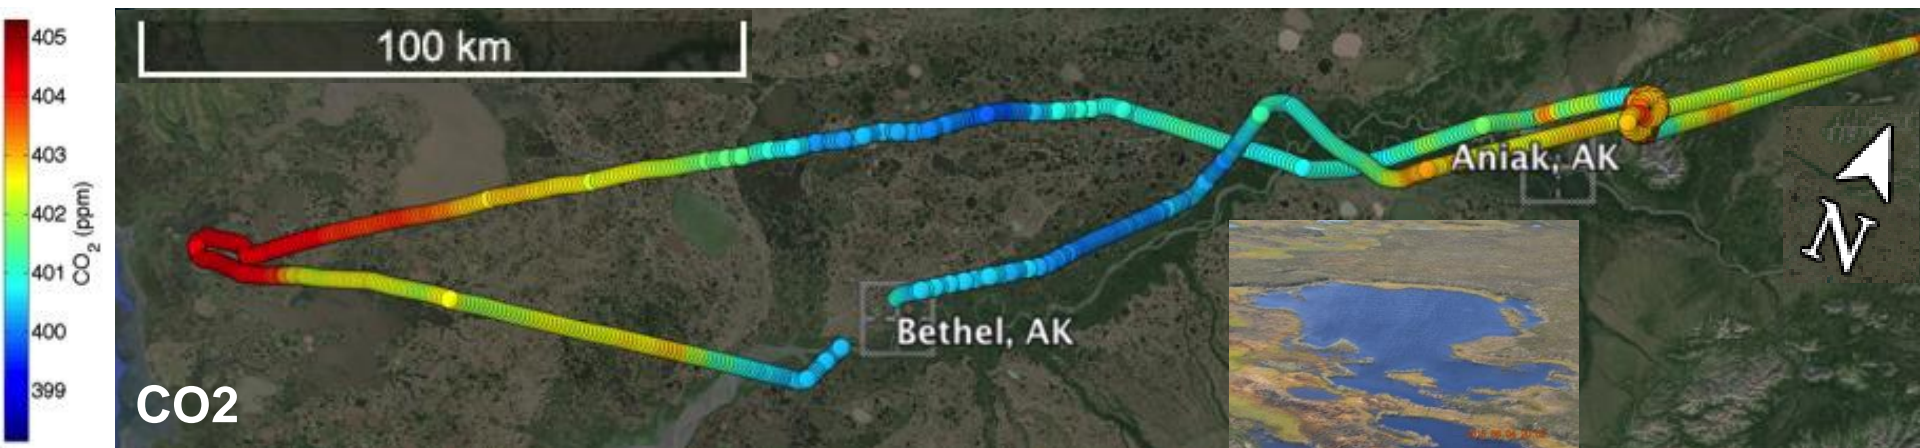 405
404
403
402
401
400
399
CO2 (ppm)
100 km
Aniak, AK
Bethel, AK
N
CO2